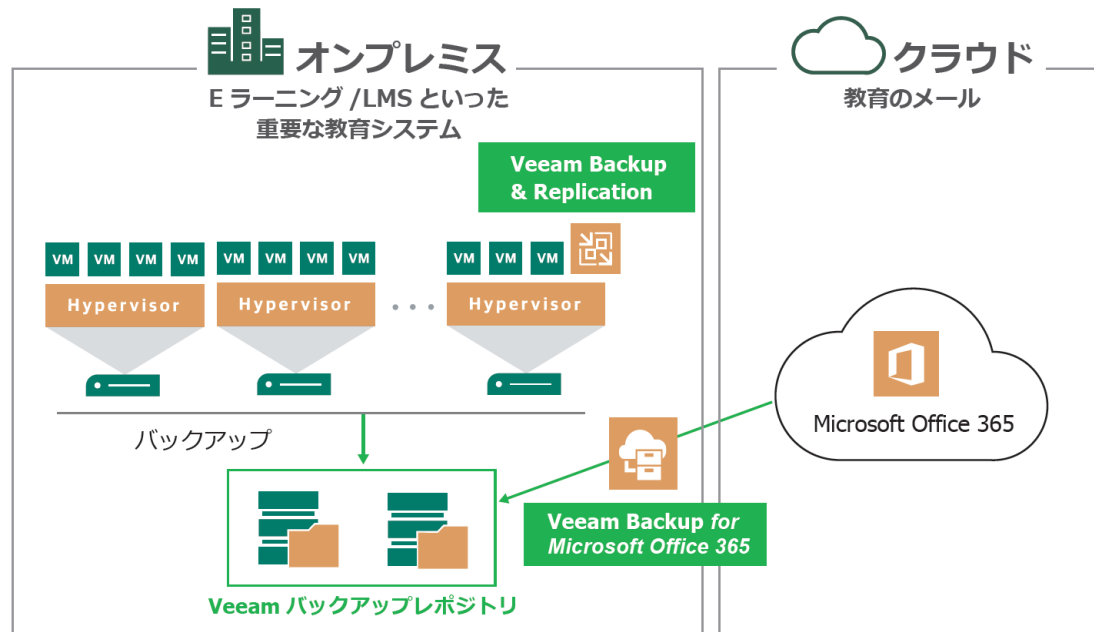 オンプレミス
E ラーニング /LMS といった
重要な教育システム
クラウド
教育のメール
Veeam Backup
& Replication
VM VM VM VM VM VM VM VM VM VM VM
Hypervisor Hypervisor Hypervisor
バックアップ
Microsoft Office 365
Veeam Backup for
Microsoft Office 365
Veeam バックアップレポジトリ